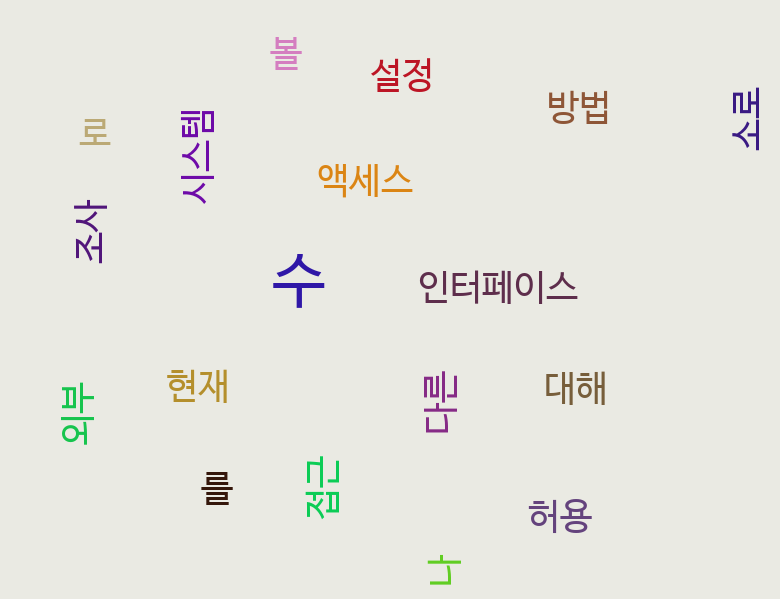 볼
설정
방법
소로
로
시스템
액세스
조사
수
인터페이스
현재
다른
대해
외부
를
접근
허용
나